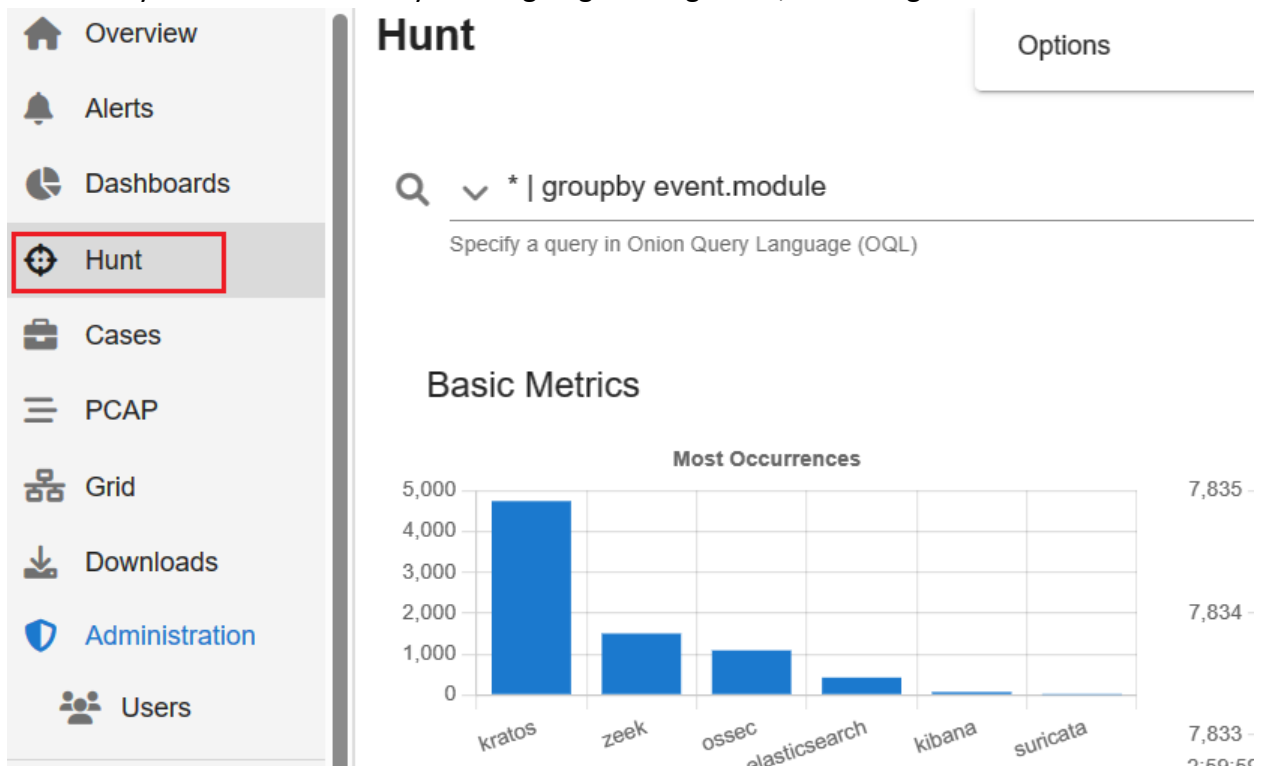 Overview
Alerts
Dashboards
Hunt
Cases
PCAP
Grid
Downloads
Administration
Users
Hunt
Options
* | groupby event.module
Specify a query in Onion Query Language (OQL)
Basic Metrics
Most Occurrences
5,000
4,000
3,000
2,000
1,000
0
kratos
zeek
ossec
elasticsearch
kibana
suricata
7,835
7,834
7,833